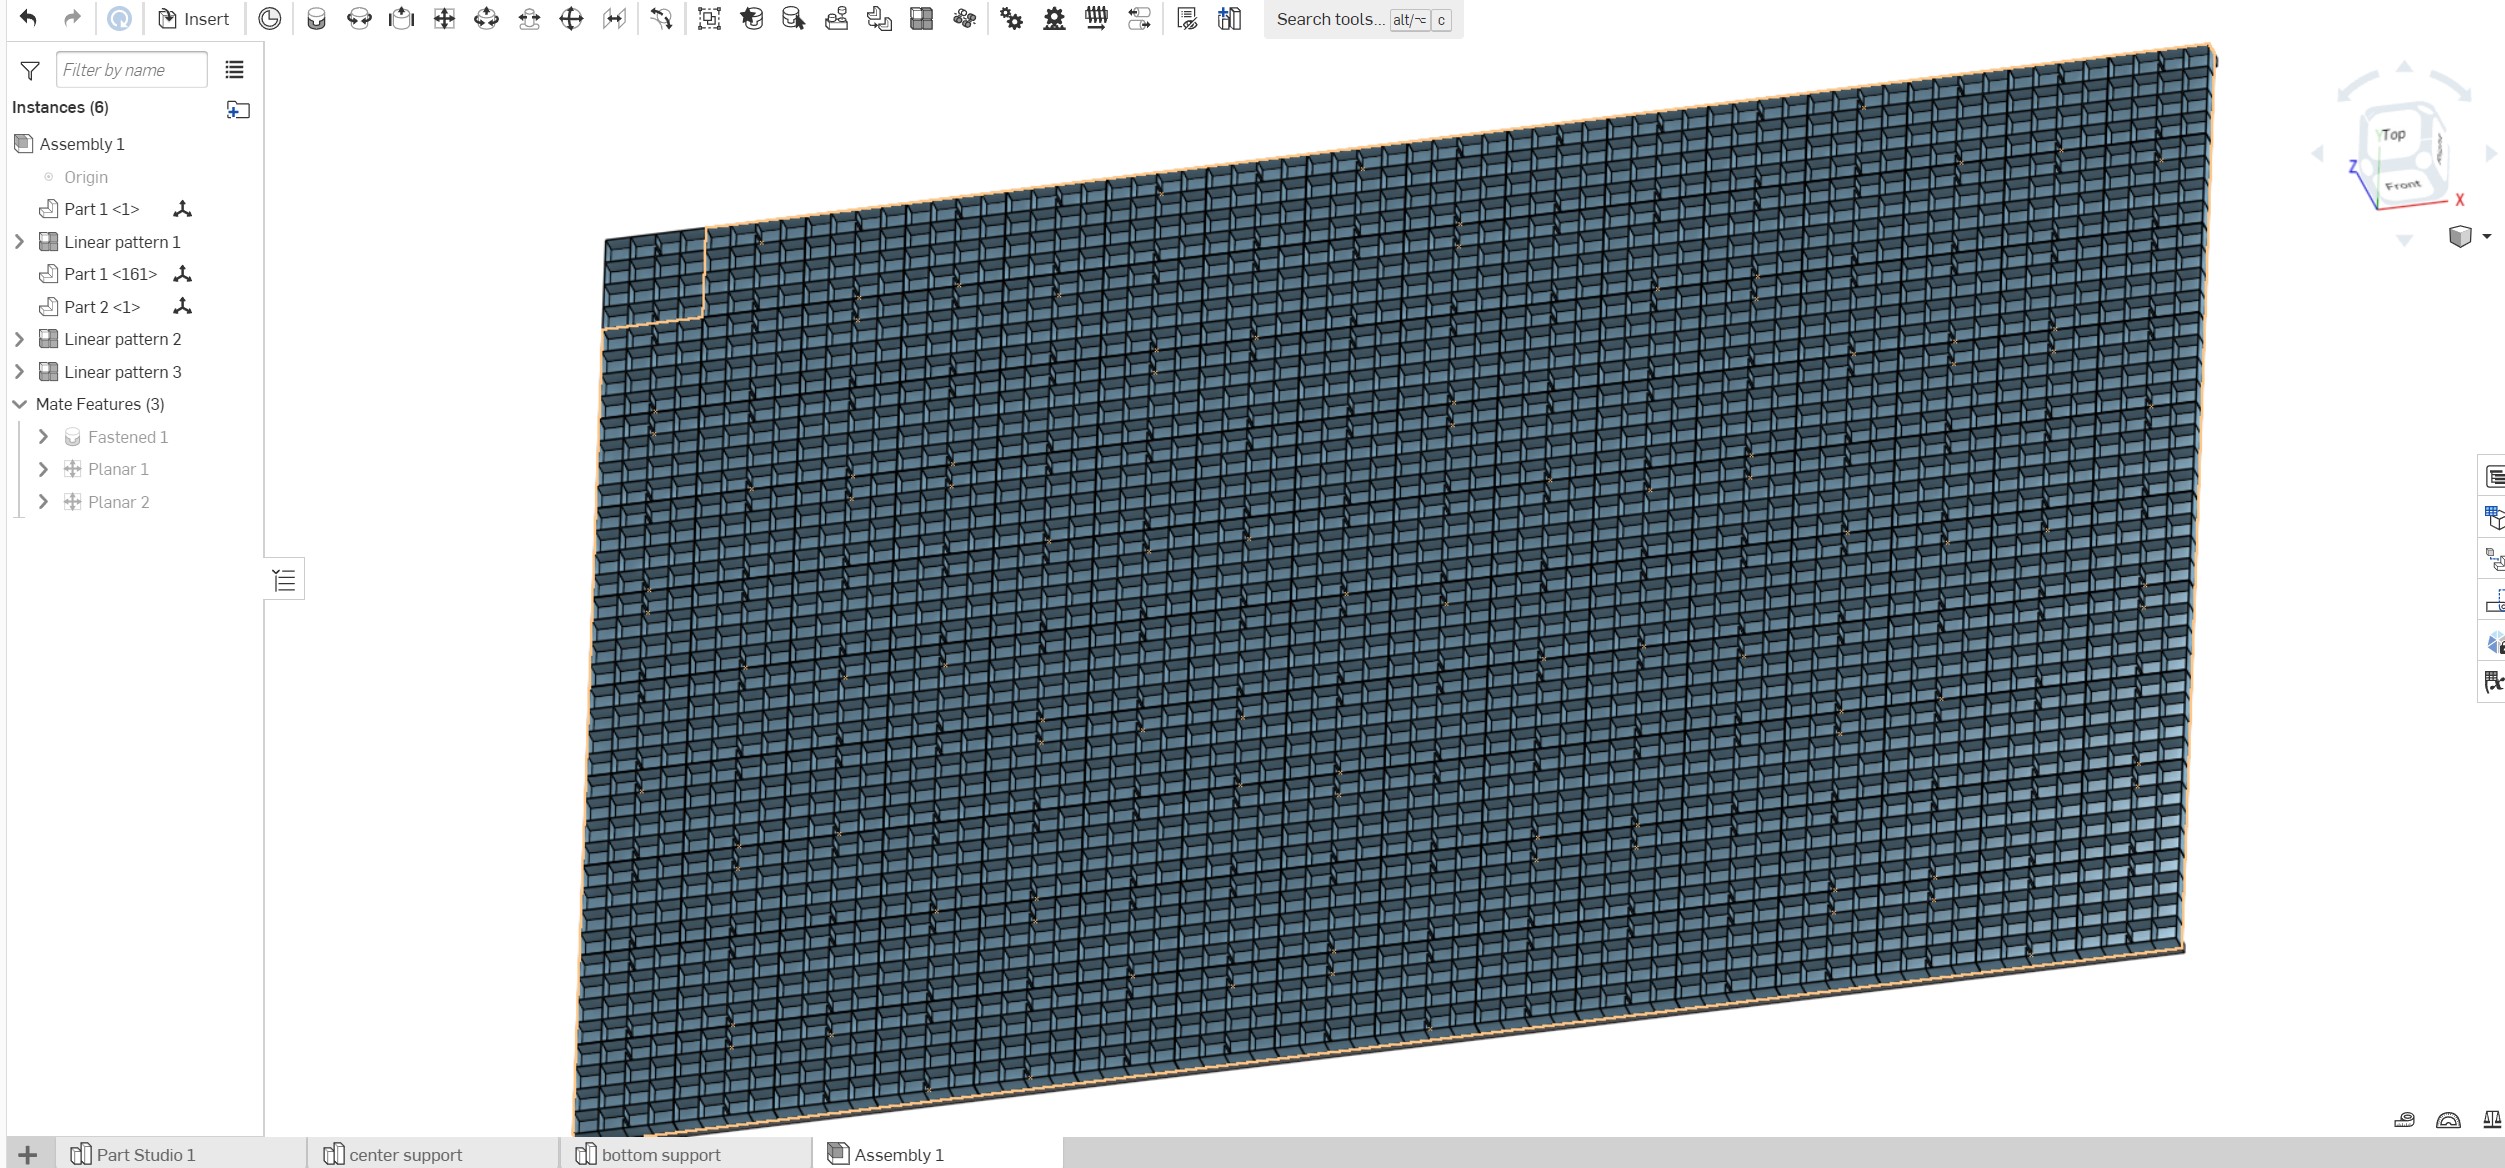 Insert
Search tools... alt/⌥ c
Filter by name
Instances (6)
Assembly 1
Origin
Part 1 <1>
Linear pattern 1
Part 1 <161>
Part 2 <1>
Linear pattern 2
Linear pattern 3
Mate Features (3)
Fastened 1
Planar 1
Planar 2
Top
Front
Z
X
Part Studio 1
center support
bottom support
Assembly 1